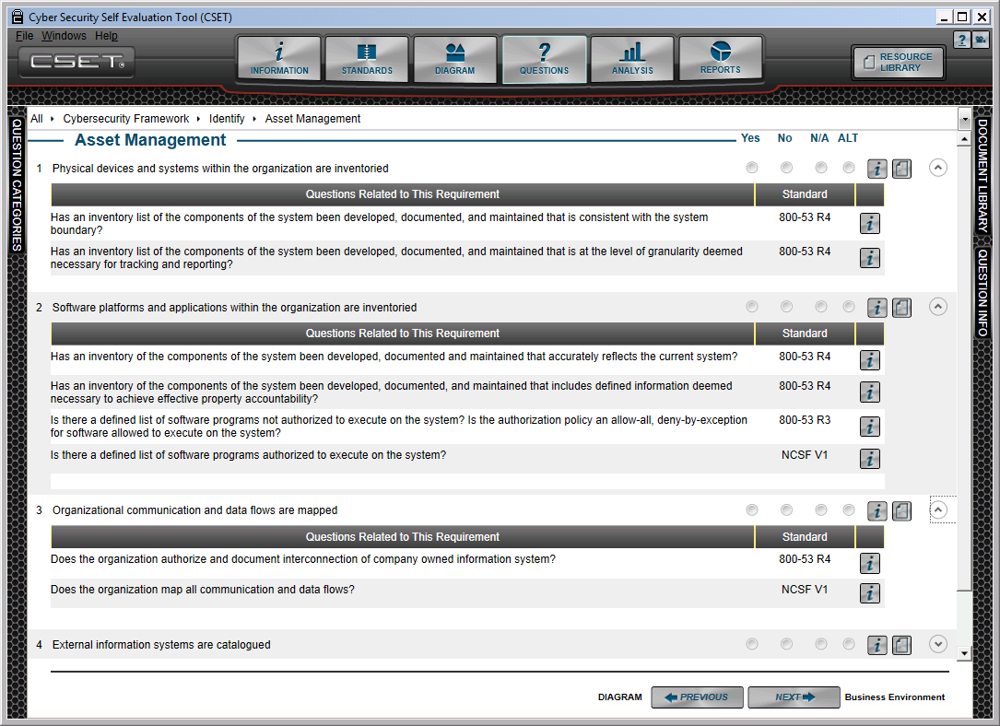 Cyber Security Self Evaluation Tool (CSET)
File Windows Help
CSET
INFORMATION
STANDARDS
DIAGRAM
QUESTIONS
ANALYSIS
REPORTS
RESOURCE
LIBRARY
QUESTION CATEGORIES
DOCUMENT LIBRARY
QUESTION INFO
All Cybersecurity Framework Identify Asset Management
Asset Management Yes No N/A ALT
1 Physical devices and systems within the organization are inventoried
Questions Related to This Requirement Standard
Has an inventory list of the components of the system been developed, documented, and maintained that is consistent with the system 800-53 R4
boundary?
Has an inventory list of the components of the system been developed, documented, and maintained that is at the level of granularity deemed 800-53 R4
necessary for tracking and reporting?
2 Software platforms and applications within the organization are inventoried
Questions Related to This Requirement Standard
Has an inventory of the components of the system been developed, documented and maintained that accurately reflects the current system? 800-53 R4
Has an inventory of the components of the system been developed, documented, and maintained that includes defined information deemed 800-53 R4
necessary to achieve effective property accountability?
Is there a defined list of software programs not authorized to execute on the system? Is the authorization policy an allow-all, deny-by-exception 800-53 R3
for software allowed to execute on the system?
Is there a defined list of software programs authorized to execute on the system? NCSF V1
3 Organizational communication and data flows are mapped
Questions Related to This Requirement Standard
Does the organization authorize and document interconnection of company owned information system? 800-53 R4
Does the organization map all communication and data flows? NCSF V1
4 External information systems are catalogued
DIAGRAM PREVIOUS NEXT Business Environment